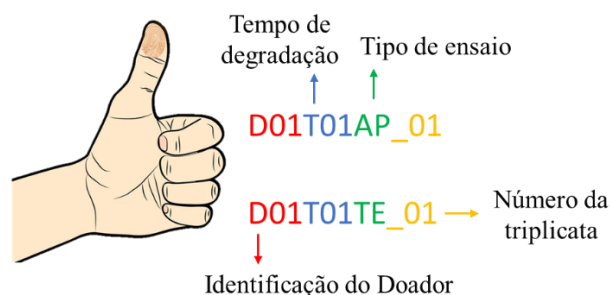 Tempo de
degradação
Tipo de ensaio
D01T01AP_01
D01T01TE_01
Número da
triplicata
Identificação do Doador